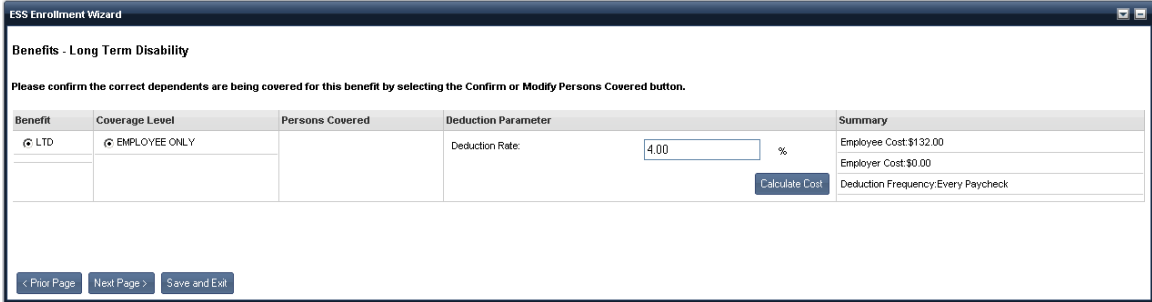 ESS Enrollment Wizard
Benefits - Long Term Disability
Please confirm the correct dependents are being covered for this benefit by selecting the Confirm or Modify Persons Covered button.
Benefit Coverage Level Persons Covered Deduction Parameter Summary
LTD EMPLOYEE ONLY Deduction Rate: 4.00 % Employee Cost:$132.00
Employer Cost:$0.00
Calculate Cost Deduction Frequency:Every Paycheck
< Prior Page Next Page > Save and Exit